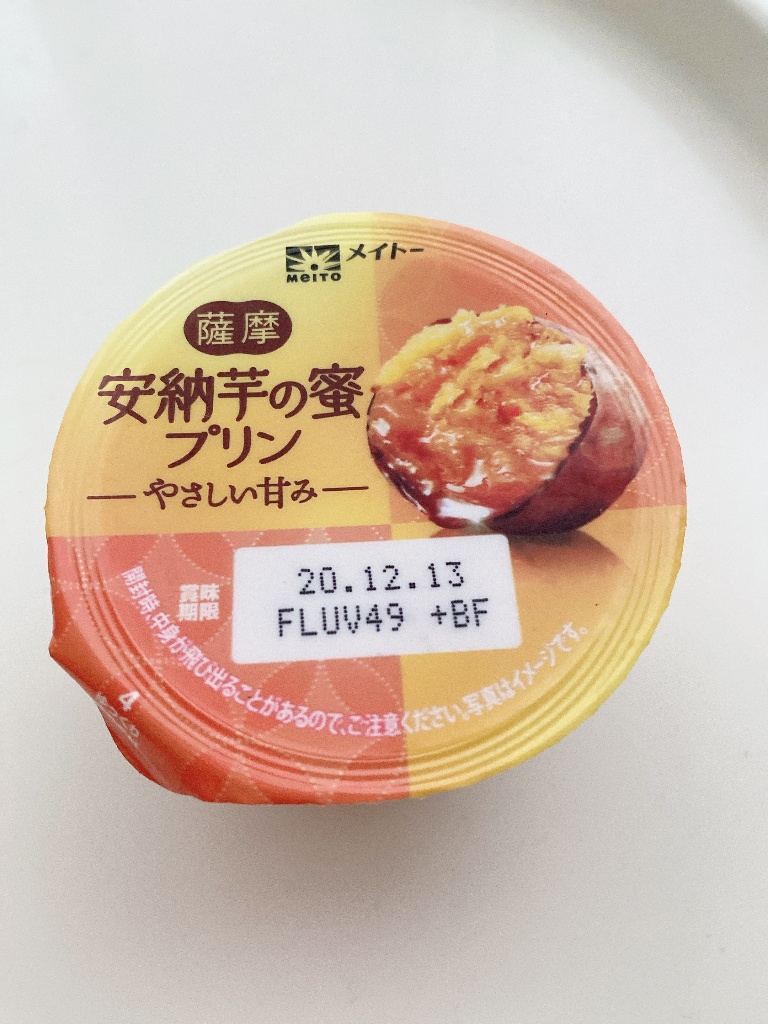 MEITO メイトー
薩摩
安納芋の蜜
プリン
やさしい甘み
賞味
期限
20.12.13
FLUV49 +BF
開封時、中身が飛び出ることがあるので、ご注意ください。写真はイメージです。
4